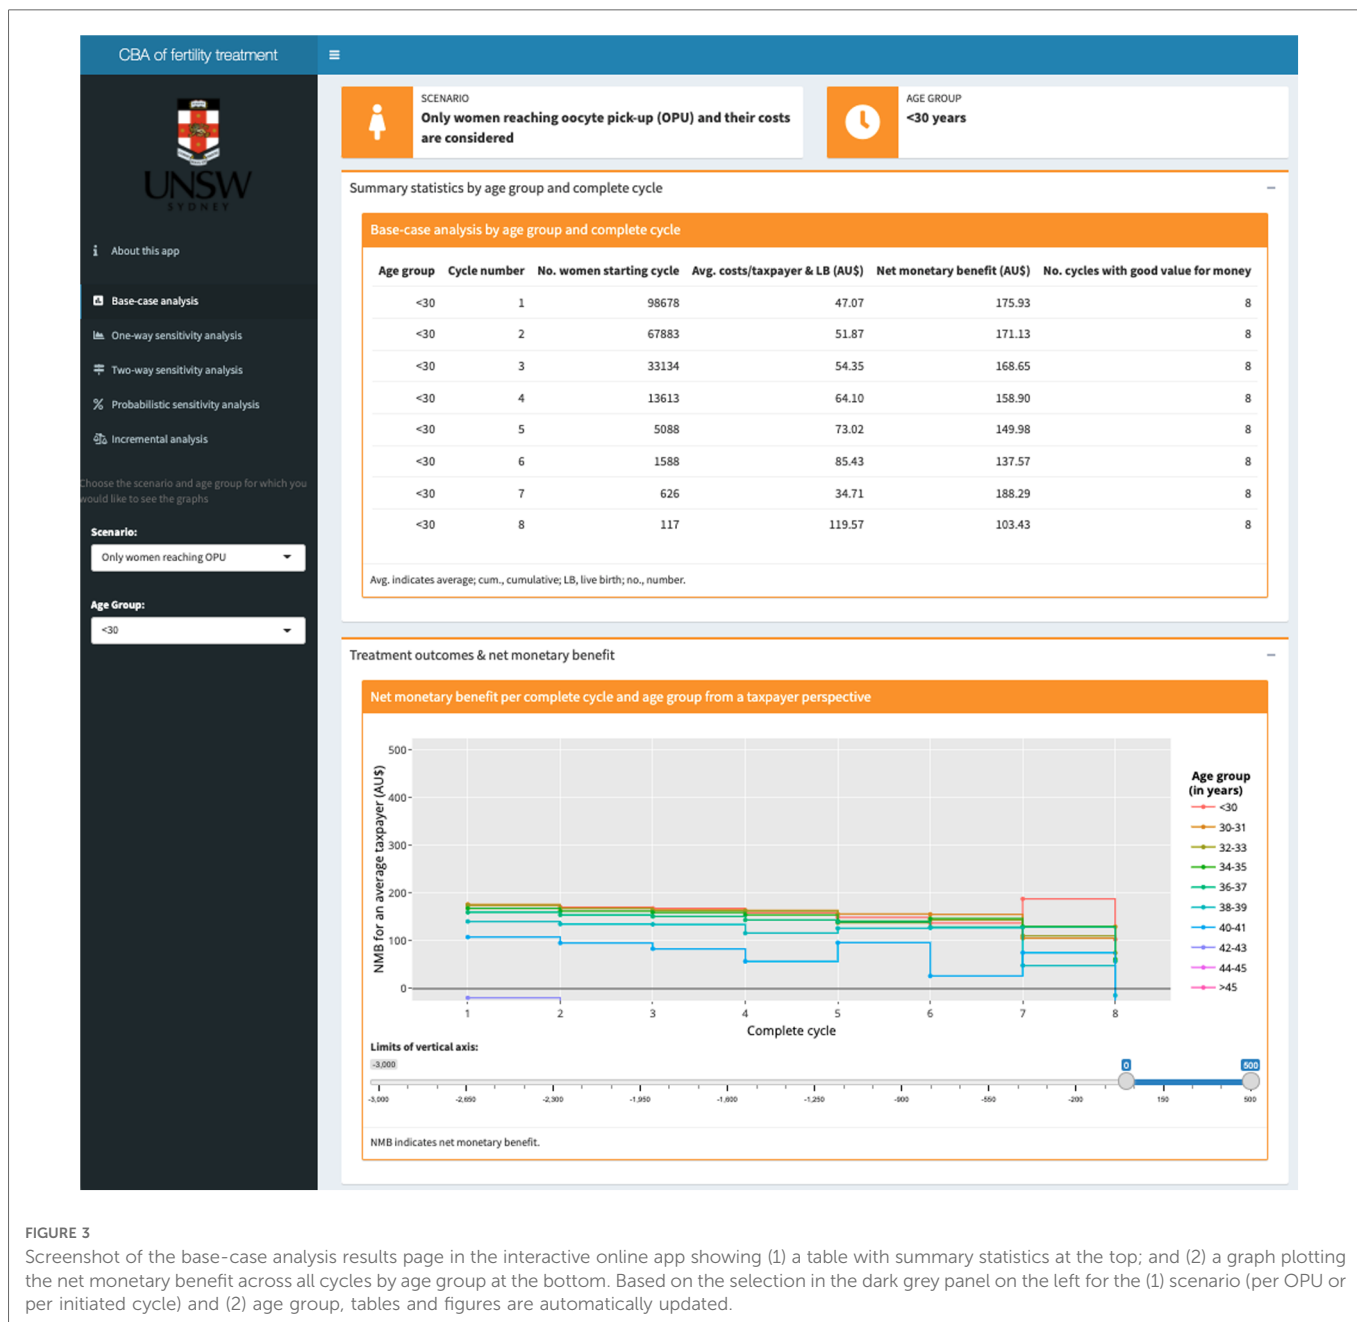 CBA of fertility treatment
UNSW
SYDNEY
About this app
Base-case analysis
One-way sensitivity analysis
Two-way sensitivity analysis
Probabilistic sensitivity analysis
Incremental analysis
Choose the scenario and age group for which you
would like to see the graphs
Scenario:
Only women reaching OPU
Age Group:
<30
SCENARIO
Only women reaching oocyte pick-up (OPU) and their costs
are considered
AGE GROUP
<30 years
Summary statistics by age group and complete cycle
Base-case analysis by age group and complete cycle
Age group Cycle number No. women starting cycle Avg. costs/taxpayer & LB (AU$) Net monetary benefit (AU$) No. cycles with good value for money
<30 1 98678 47.07 175.93 8
<30 2 67883 51.87 171.13 8
<30 3 33134 54.35 168.65 8
<30 4 13613 64.10 158.90 8
<30 5 5088 73.02 149.98 8
<30 6 1588 85.43 137.57 8
<30 7 626 34.71 188.29 8
<30 8 117 119.57 103.43 8
Avg. indicates average; cum., cumulative; LB, live birth; no., number.
Treatment outcomes & net monetary benefit
Net monetary benefit per complete cycle and age group from a taxpayer perspective
NMB for an average taxpayer (AU$)
500
400
300
200
100
0
1 2 3 4 5 6 7 8
Complete cycle
Age group
(in years)
<30
30-31
32-33
34-35
36-37
38-39
40-41
42-43
44-45
>45
Limits of vertical axis:
-3,000 0 500
-3,000 -2,650 -2,300 -1,950 -1,600 -1,250 -900 -550 -200 150 500
NMB indicates net monetary benefit.
FIGURE 3
Screenshot of the base-case analysis results page in the interactive online app showing (1) a table with summary statistics at the top; and (2) a graph plotting
the net monetary benefit across all cycles by age group at the bottom. Based on the selection in the dark grey panel on the left for the (1) scenario (per OPU or
per initiated cycle) and (2) age group, tables and figures are automatically updated.